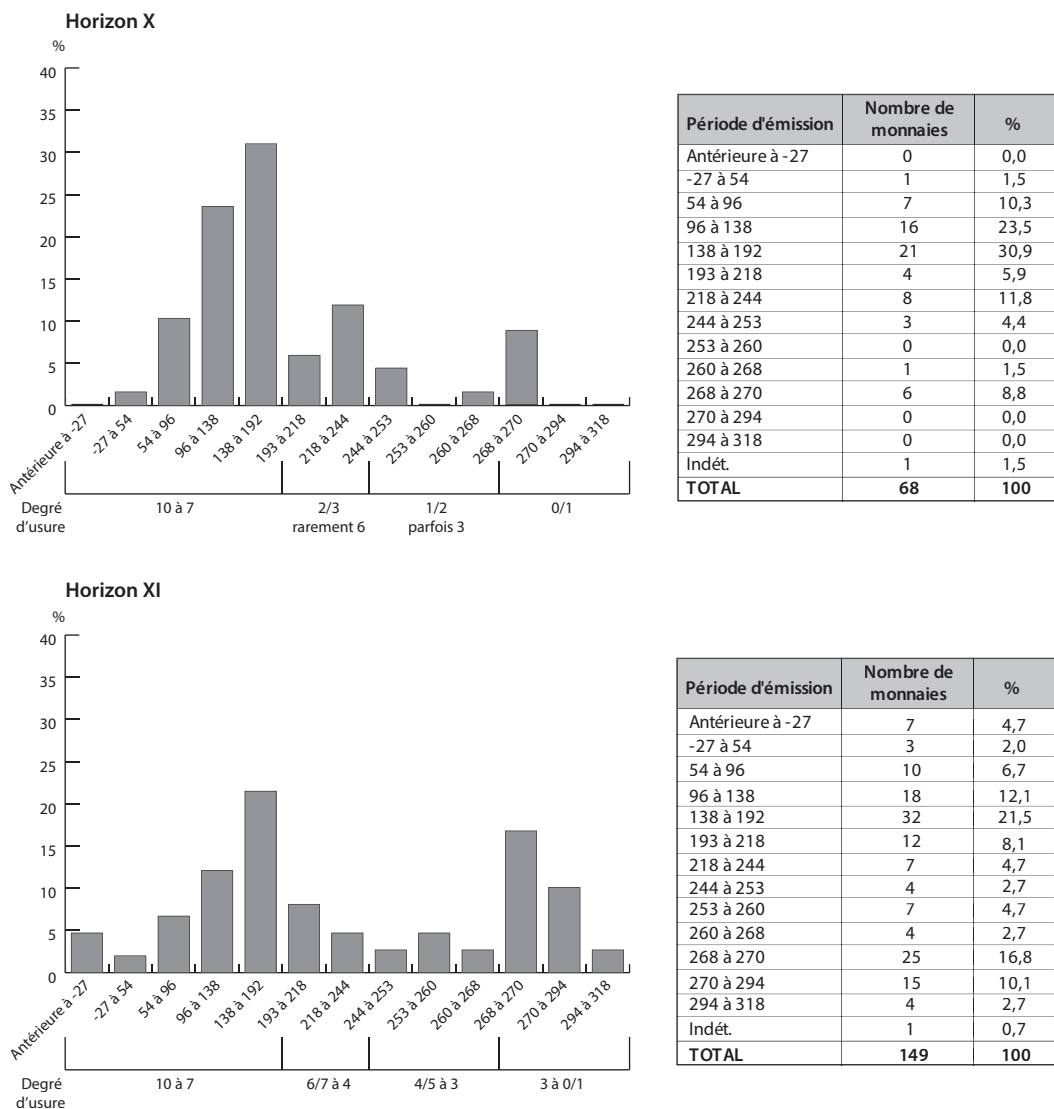 Horizon X
%
40
35
30
25
20
15
10
5
0
Antérieure à -27
-27 à 54
54 à 96
96 à 138
138 à 192
193 à 218
218 à 244
244 à 253
253 à 260
260 à 268
268 à 270
270 à 294
294 à 318
Degré d'usure
10 à 7
2/3 rarement 6
1/2 parfois 3
0/1
Période d'émission Nombre de monnaies %
Antérieure à -27 0 0,0
-27 à 54 1 1,5
54 à 96 7 10,3
96 à 138 16 23,5
138 à 192 21 30,9
193 à 218 4 5,9
218 à 244 8 11,8
244 à 253 3 4,4
253 à 260 0 0,0
260 à 268 1 1,5
268 à 270 6 8,8
270 à 294 0 0,0
294 à 318 0 0,0
Indét. 1 1,5
TOTAL 68 100
Horizon XI
%
40
35
30
25
20
15
10
5
0
Antérieure à -27
-27 à 54
54 à 96
96 à 138
138 à 192
193 à 218
218 à 244
244 à 253
253 à 260
260 à 268
268 à 270
270 à 294
294 à 318
Degré d'usure
10 à 7
6/7 à 4
4/5 à 3
3 à 0/1
Période d'émission Nombre de monnaies %
Antérieure à -27 7 4,7
-27 à 54 3 2,0
54 à 96 10 6,7
96 à 138 18 12,1
138 à 192 32 21,5
193 à 218 12 8,1
218 à 244 7 4,7
244 à 253 4 2,7
253 à 260 7 4,7
260 à 268 4 2,7
268 à 270 25 16,8
270 à 294 15 10,1
294 à 318 4 2,7
Indét. 1 0,7
TOTAL 149 100